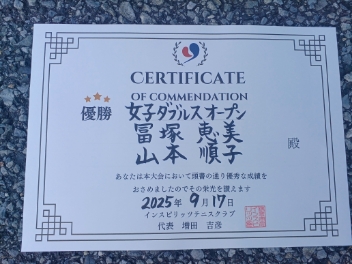 CERTIFICATE
OF COMMENDATION
優勝 女子ダブルスオープン
冨塚 恵美
山本 順子
殿
あなたは本大会において頭書の通り優秀な成績を
おさめましたのでその栄光を讃えます
2025年 9月17日
インスピリッツテニスクラブ
代表 増田 吉彦